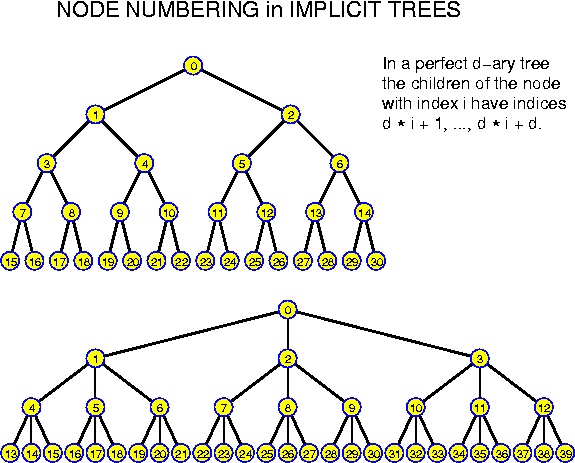 NODE NUMBERING in IMPLICIT TREES
In a perfect d-ary tree
the children of the node
with index i have indices
d * i + 1, ..., d * i + d.
0
1 2
3 4 5 6
7 8 9 10 11 12 13 14
15 16 17 18 19 20 21 22 23 24 25 26 27 28 29 30
0
1 2 3
4 5 6 7 8 9 10 11 12
13 14 15 16 17 18 19 20 21 22 23 24 25 26 27 28 29 30 31 32 33 34 35 36 37 38 39